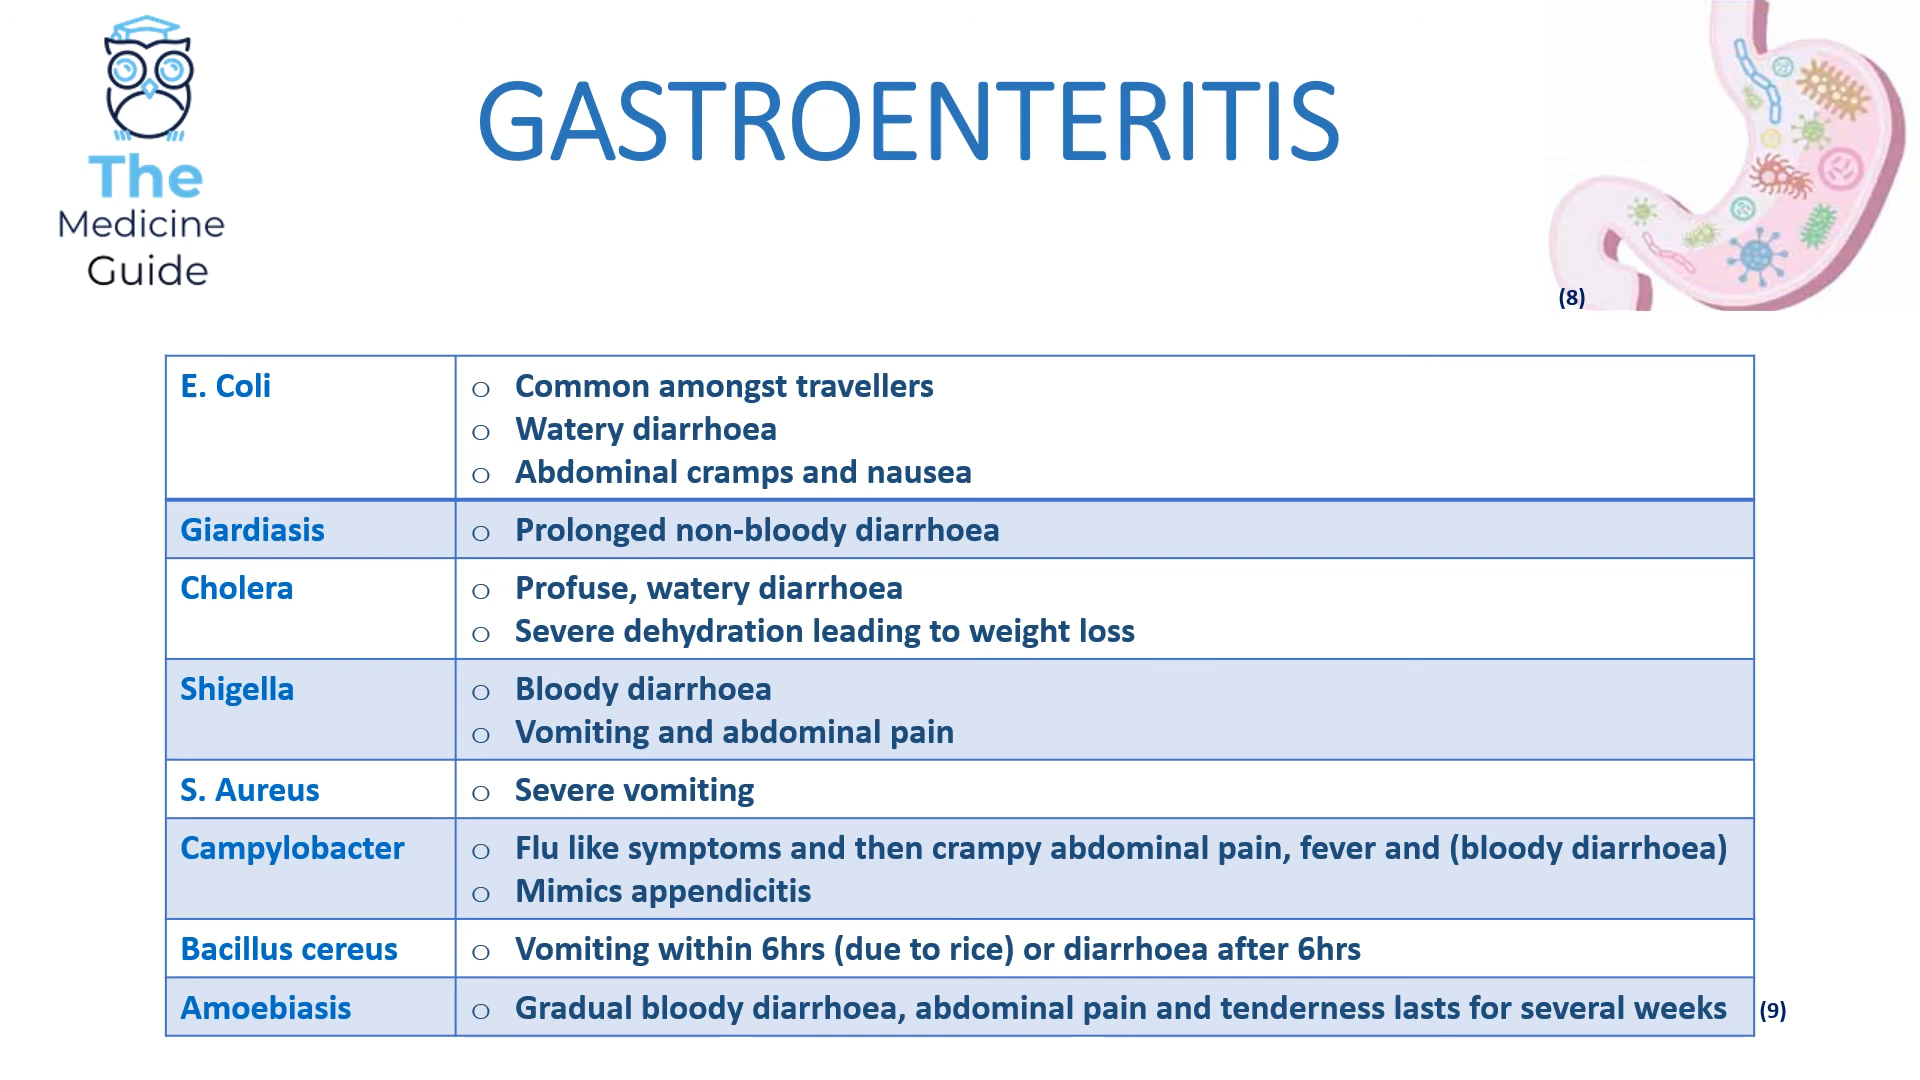 The
Medicine
Guide
GASTROENTERITIS
(8)
E. Coli
o Common amongst travellers
o Watery diarrhoea
o Abdominal cramps and nausea
Giardiasis
o Prolonged non-bloody diarrhoea
Cholera
o Profuse, watery diarrhoea
o Severe dehydration leading to weight loss
Shigella
o Bloody diarrhoea
o Vomiting and abdominal pain
S. Aureus
o Severe vomiting
Campylobacter
o Flu like symptoms and then crampy abdominal pain, fever and (bloody diarrhoea)
o Mimics appendicitis
Bacillus cereus
o Vomiting within 6hrs (due to rice) or diarrhoea after 6hrs
Amoebiasis
o Gradual bloody diarrhoea, abdominal pain and tenderness lasts for several weeks
(9)